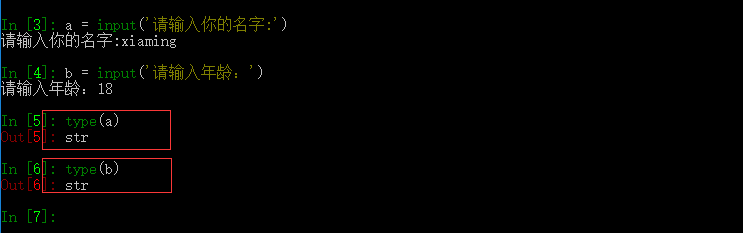 In [3]: a = input('请输入你的名字:')
请输入你的名字:xiaming
In [4]: b = input('请输入年龄：')
请输入年龄：18
In [5]: type(a)
Out[5]: str
In [6]: type(b)
Out[6]: str
In [7]: